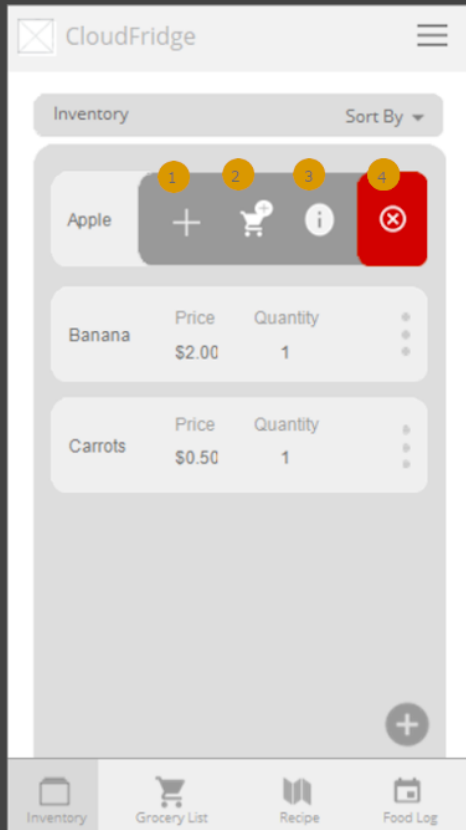 CloudFridge
Inventory
Sort By
1
2
3
4
Apple
Price Quantity
Banana
$2.00 1
Price Quantity
Carrots
$0.50 1
Inventory Grocery List Recipe Food Log